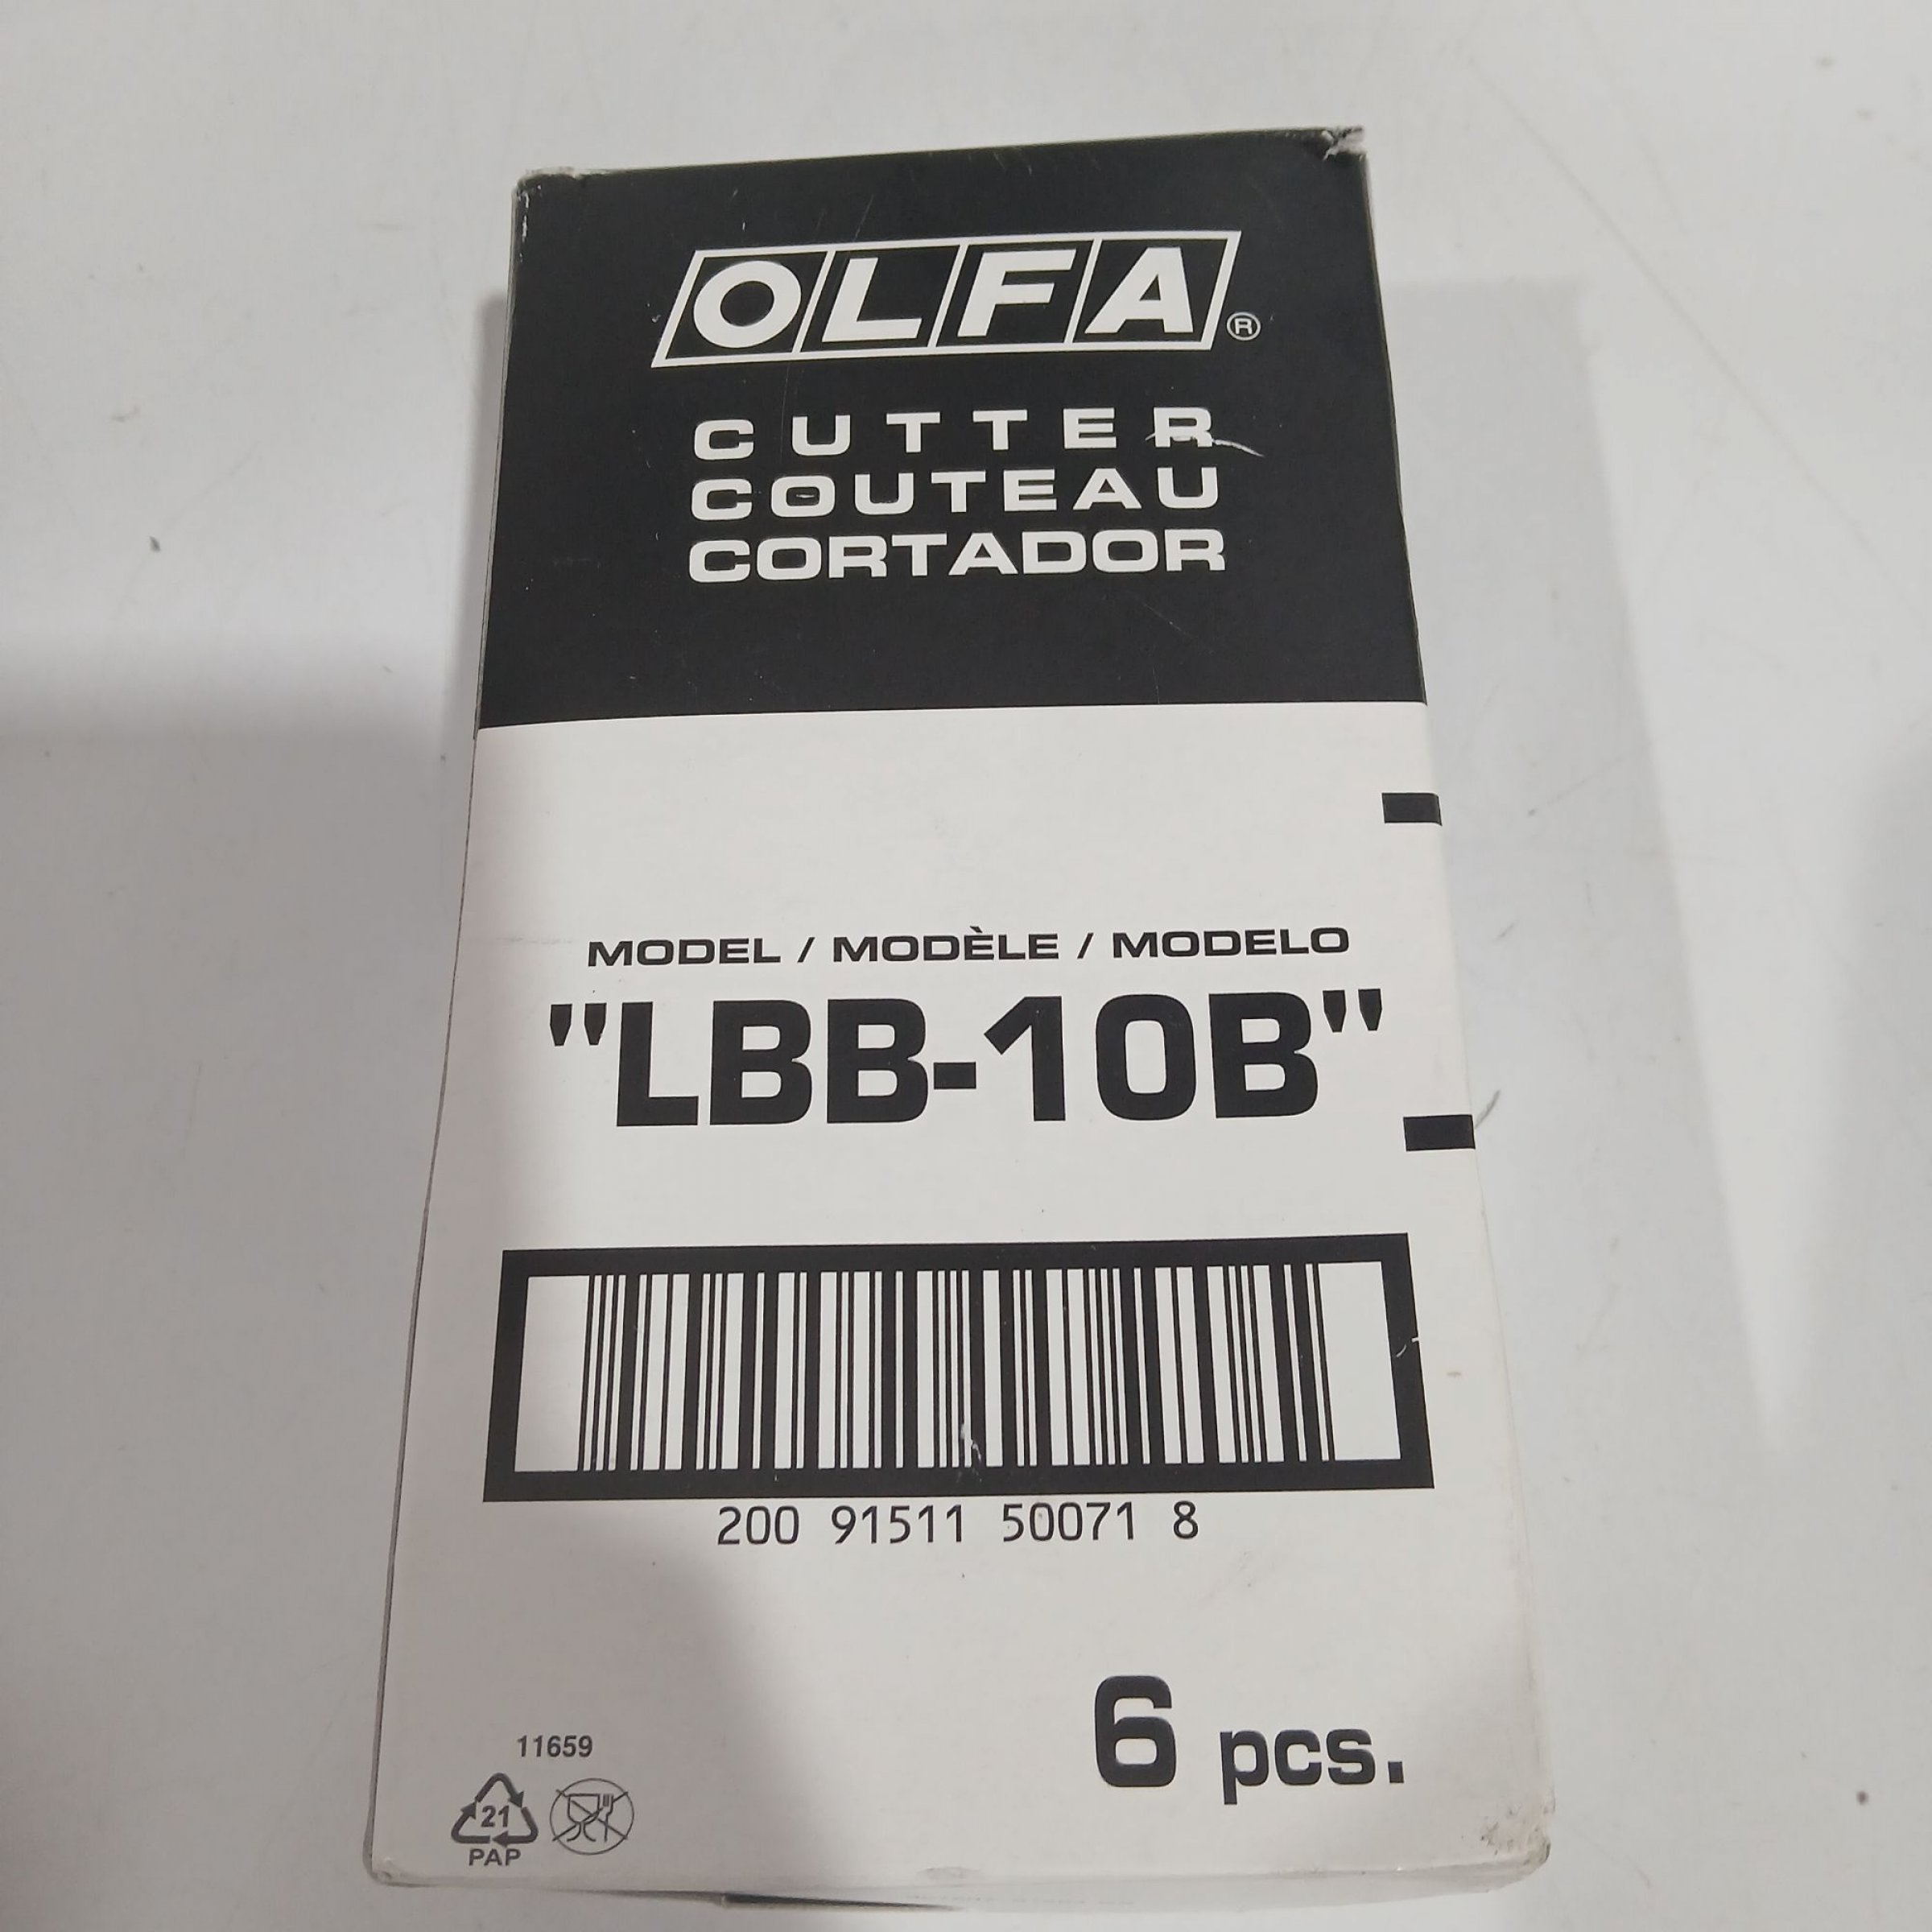 OLFA®
CUTTER
COUTEAU
CORTADOR
MODEL / MODÈLE / MODELO
"LBB-10B"
200 91511 50071 8
6 pcs.
11659
21
PAP